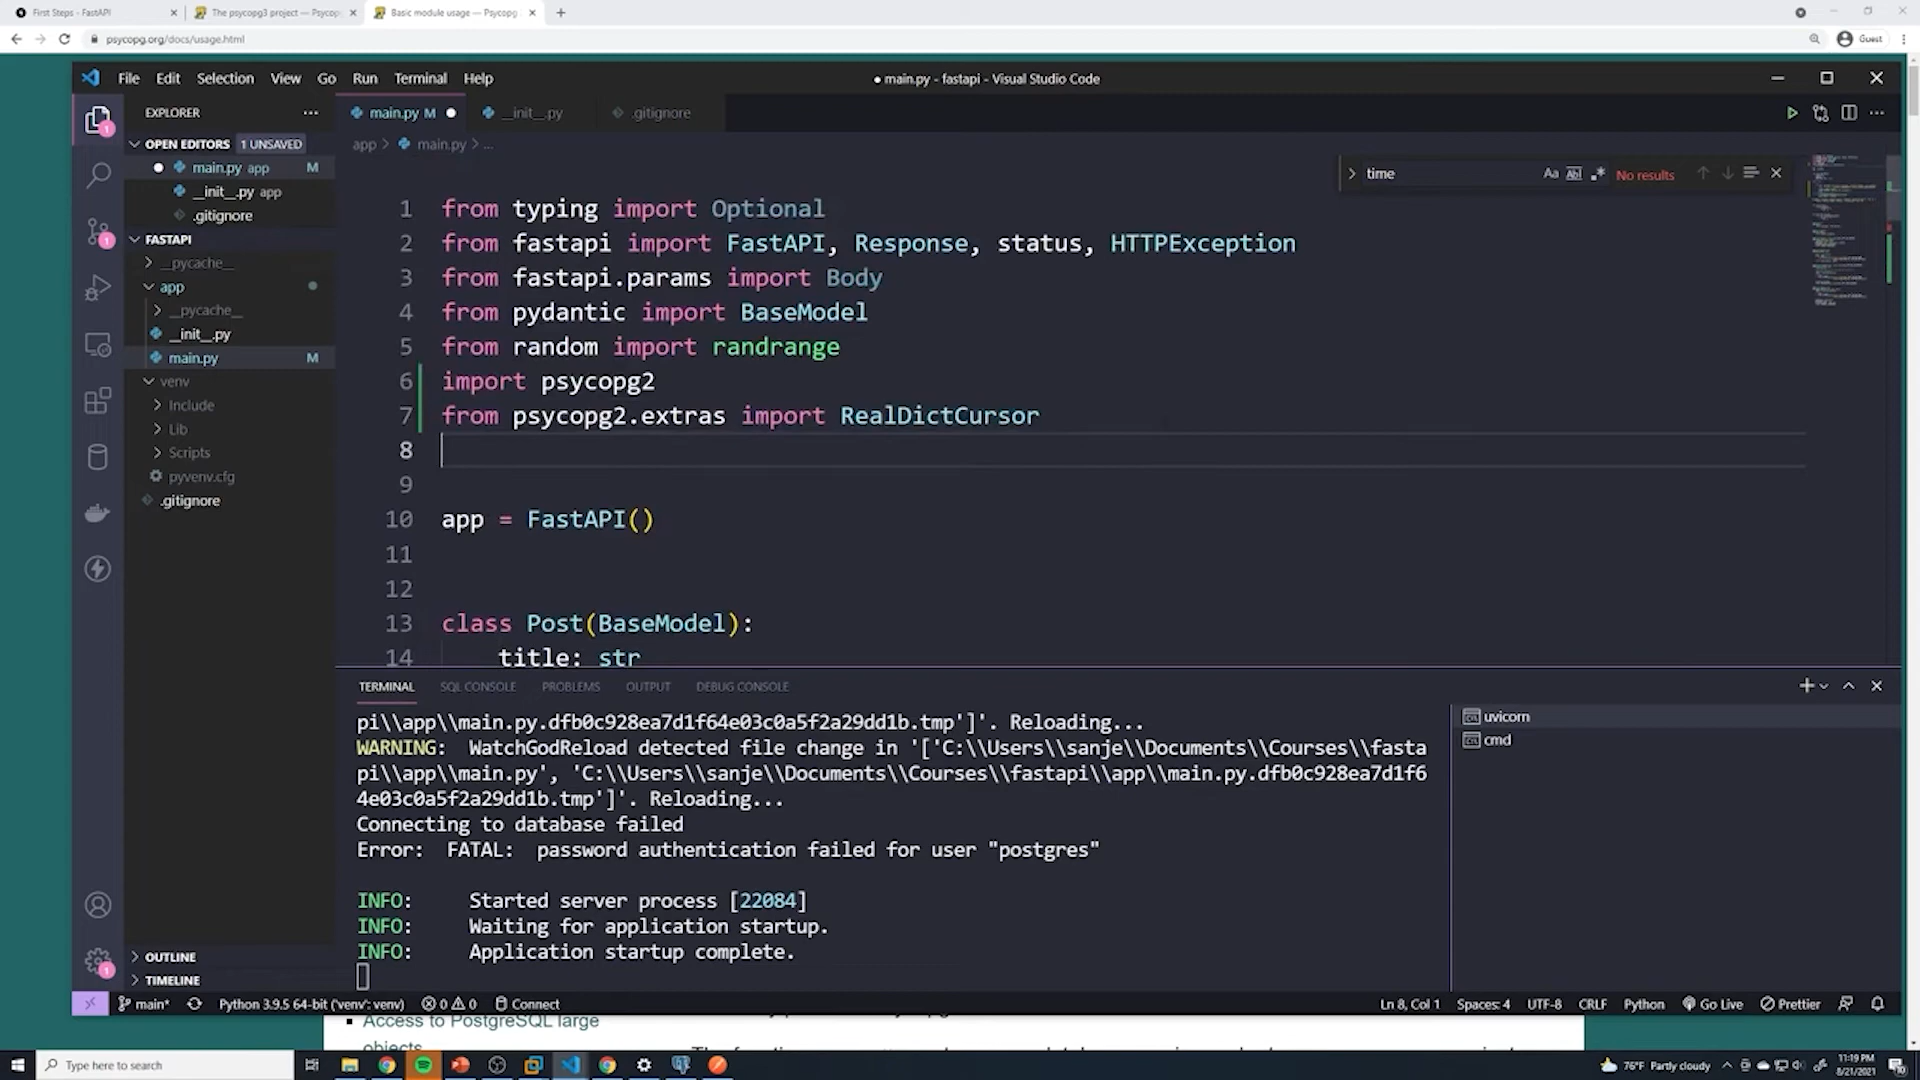 First Steps - FastAPI
The psycopg3 project — Psycop
Basic module usage — Psycopg
psycopg.org/docs/usage.html
Guest
File Edit Selection View Go Run Terminal Help
● main.py - fastapi - Visual Studio Code
EXPLORER
main.py M
__init__.py
.gitignore
OPEN EDITORS 1 UNSAVED
app > main.py > ...
main.py app M
__init__.py app
.gitignore
time
No results
FASTAPI
__pycache__
app
__pycache__
__init__.py
main.py M
venv
Include
Lib
Scripts
pyvenv.cfg
.gitignore
OUTLINE
TIMELINE
1 from typing import Optional
2 from fastapi import FastAPI, Response, status, HTTPException
3 from fastapi.params import Body
4 from pydantic import BaseModel
5 from random import randrange
6 import psycopg2
7 from psycopg2.extras import RealDictCursor
8
9
10 app = FastAPI()
11
12
13 class Post(BaseModel):
14 title: str
TERMINAL SQL CONSOLE PROBLEMS OUTPUT DEBUG CONSOLE
pi\\app\\main.py.dfb0c928ea7d1f64e03c0a5f2a29dd1b.tmp']'. Reloading...
WARNING: WatchGodReload detected file change in '['C:\\Users\\sanje\\Documents\\Courses\\fasta
pi\\app\\main.py', 'C:\\Users\\sanje\\Documents\\Courses\\fastapi\\app\\main.py.dfb0c928ea7d1f6
4e03c0a5f2a29dd1b.tmp']'. Reloading...
Connecting to database failed
Error: FATAL: password authentication failed for user "postgres"
INFO: Started server process [22084]
INFO: Waiting for application startup.
INFO: Application startup complete.
uvicorn
cmd
main* Python 3.9.5 64-bit ('venv': venv) 0 0 Connect
Ln 8, Col 1 Spaces: 4 UTF-8 CRLF Python Go Live Prettier
Access to PostgreSQL large
objects
Type here to search
76°F Partly cloudy
11:19 PM
8/21/2021